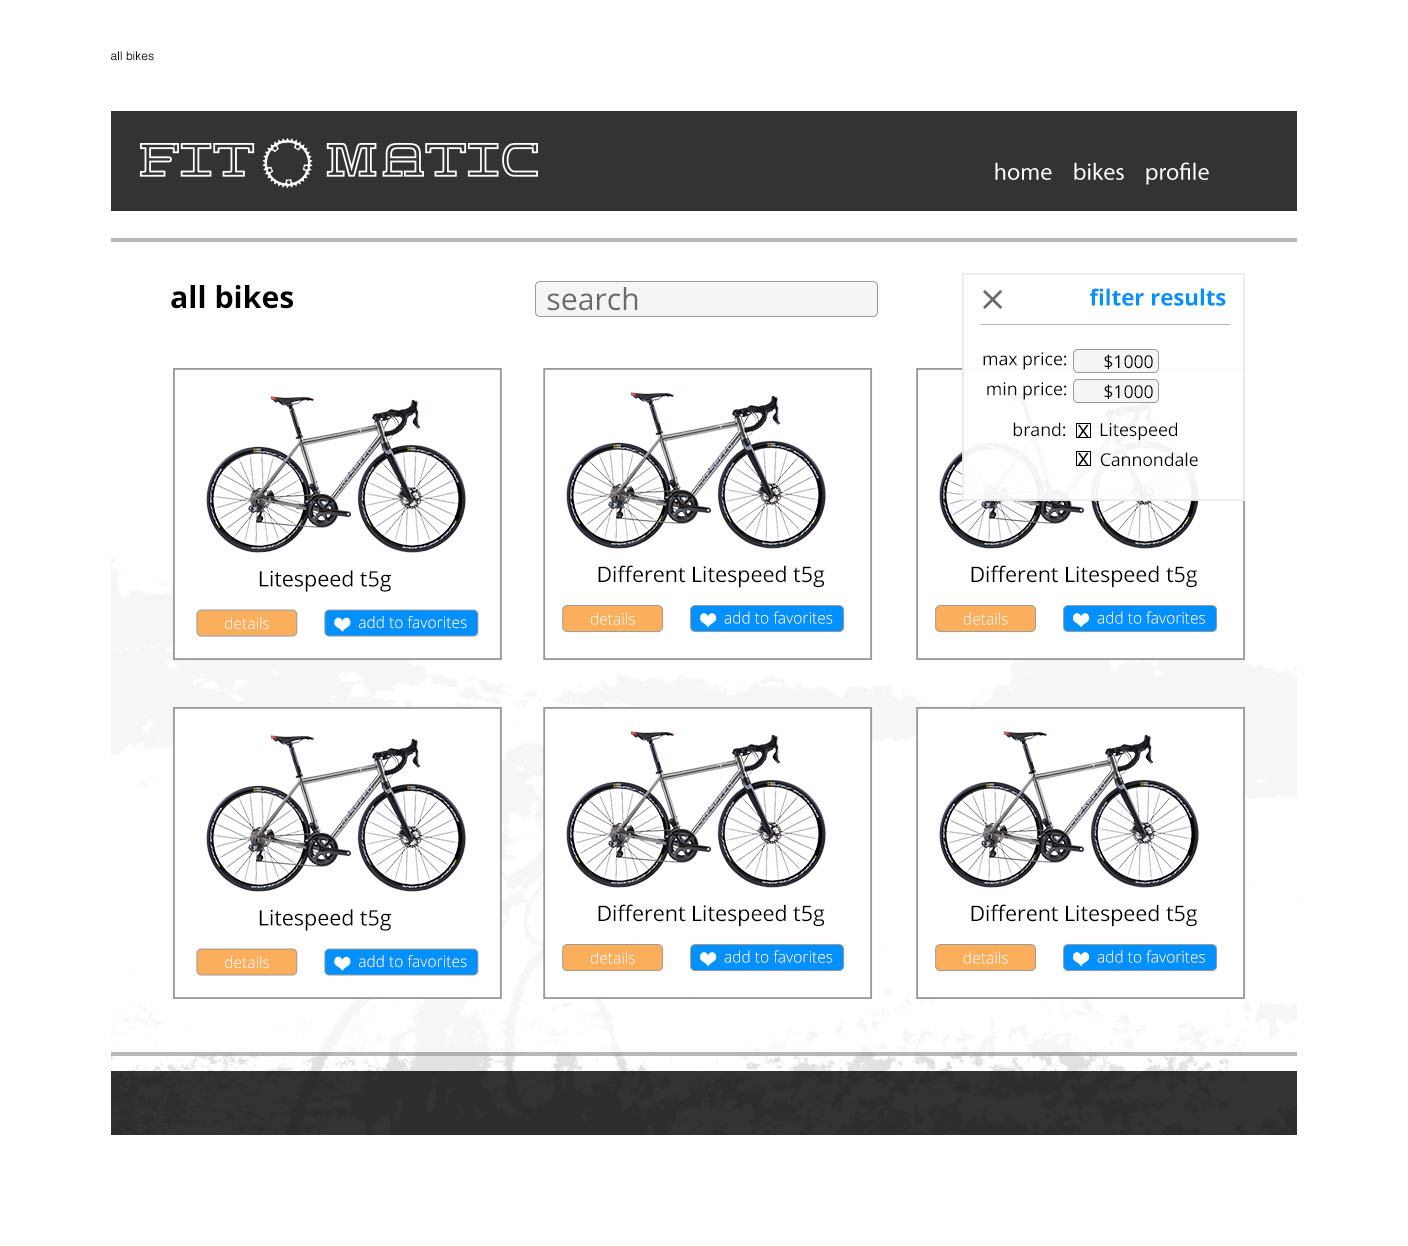 all bikes
FIT MATIC
home bikes profile
all bikes
search
filter results
max price: $1000
min price: $1000
brand: Litespeed
Cannondale
Litespeed t5g
Different Litespeed t5g
Different Litespeed t5g
details
add to favorites
details
add to favorites
details
add to favorites
Litespeed t5g
Different Litespeed t5g
Different Litespeed t5g
details
add to favorites
details
add to favorites
details
add to favorites